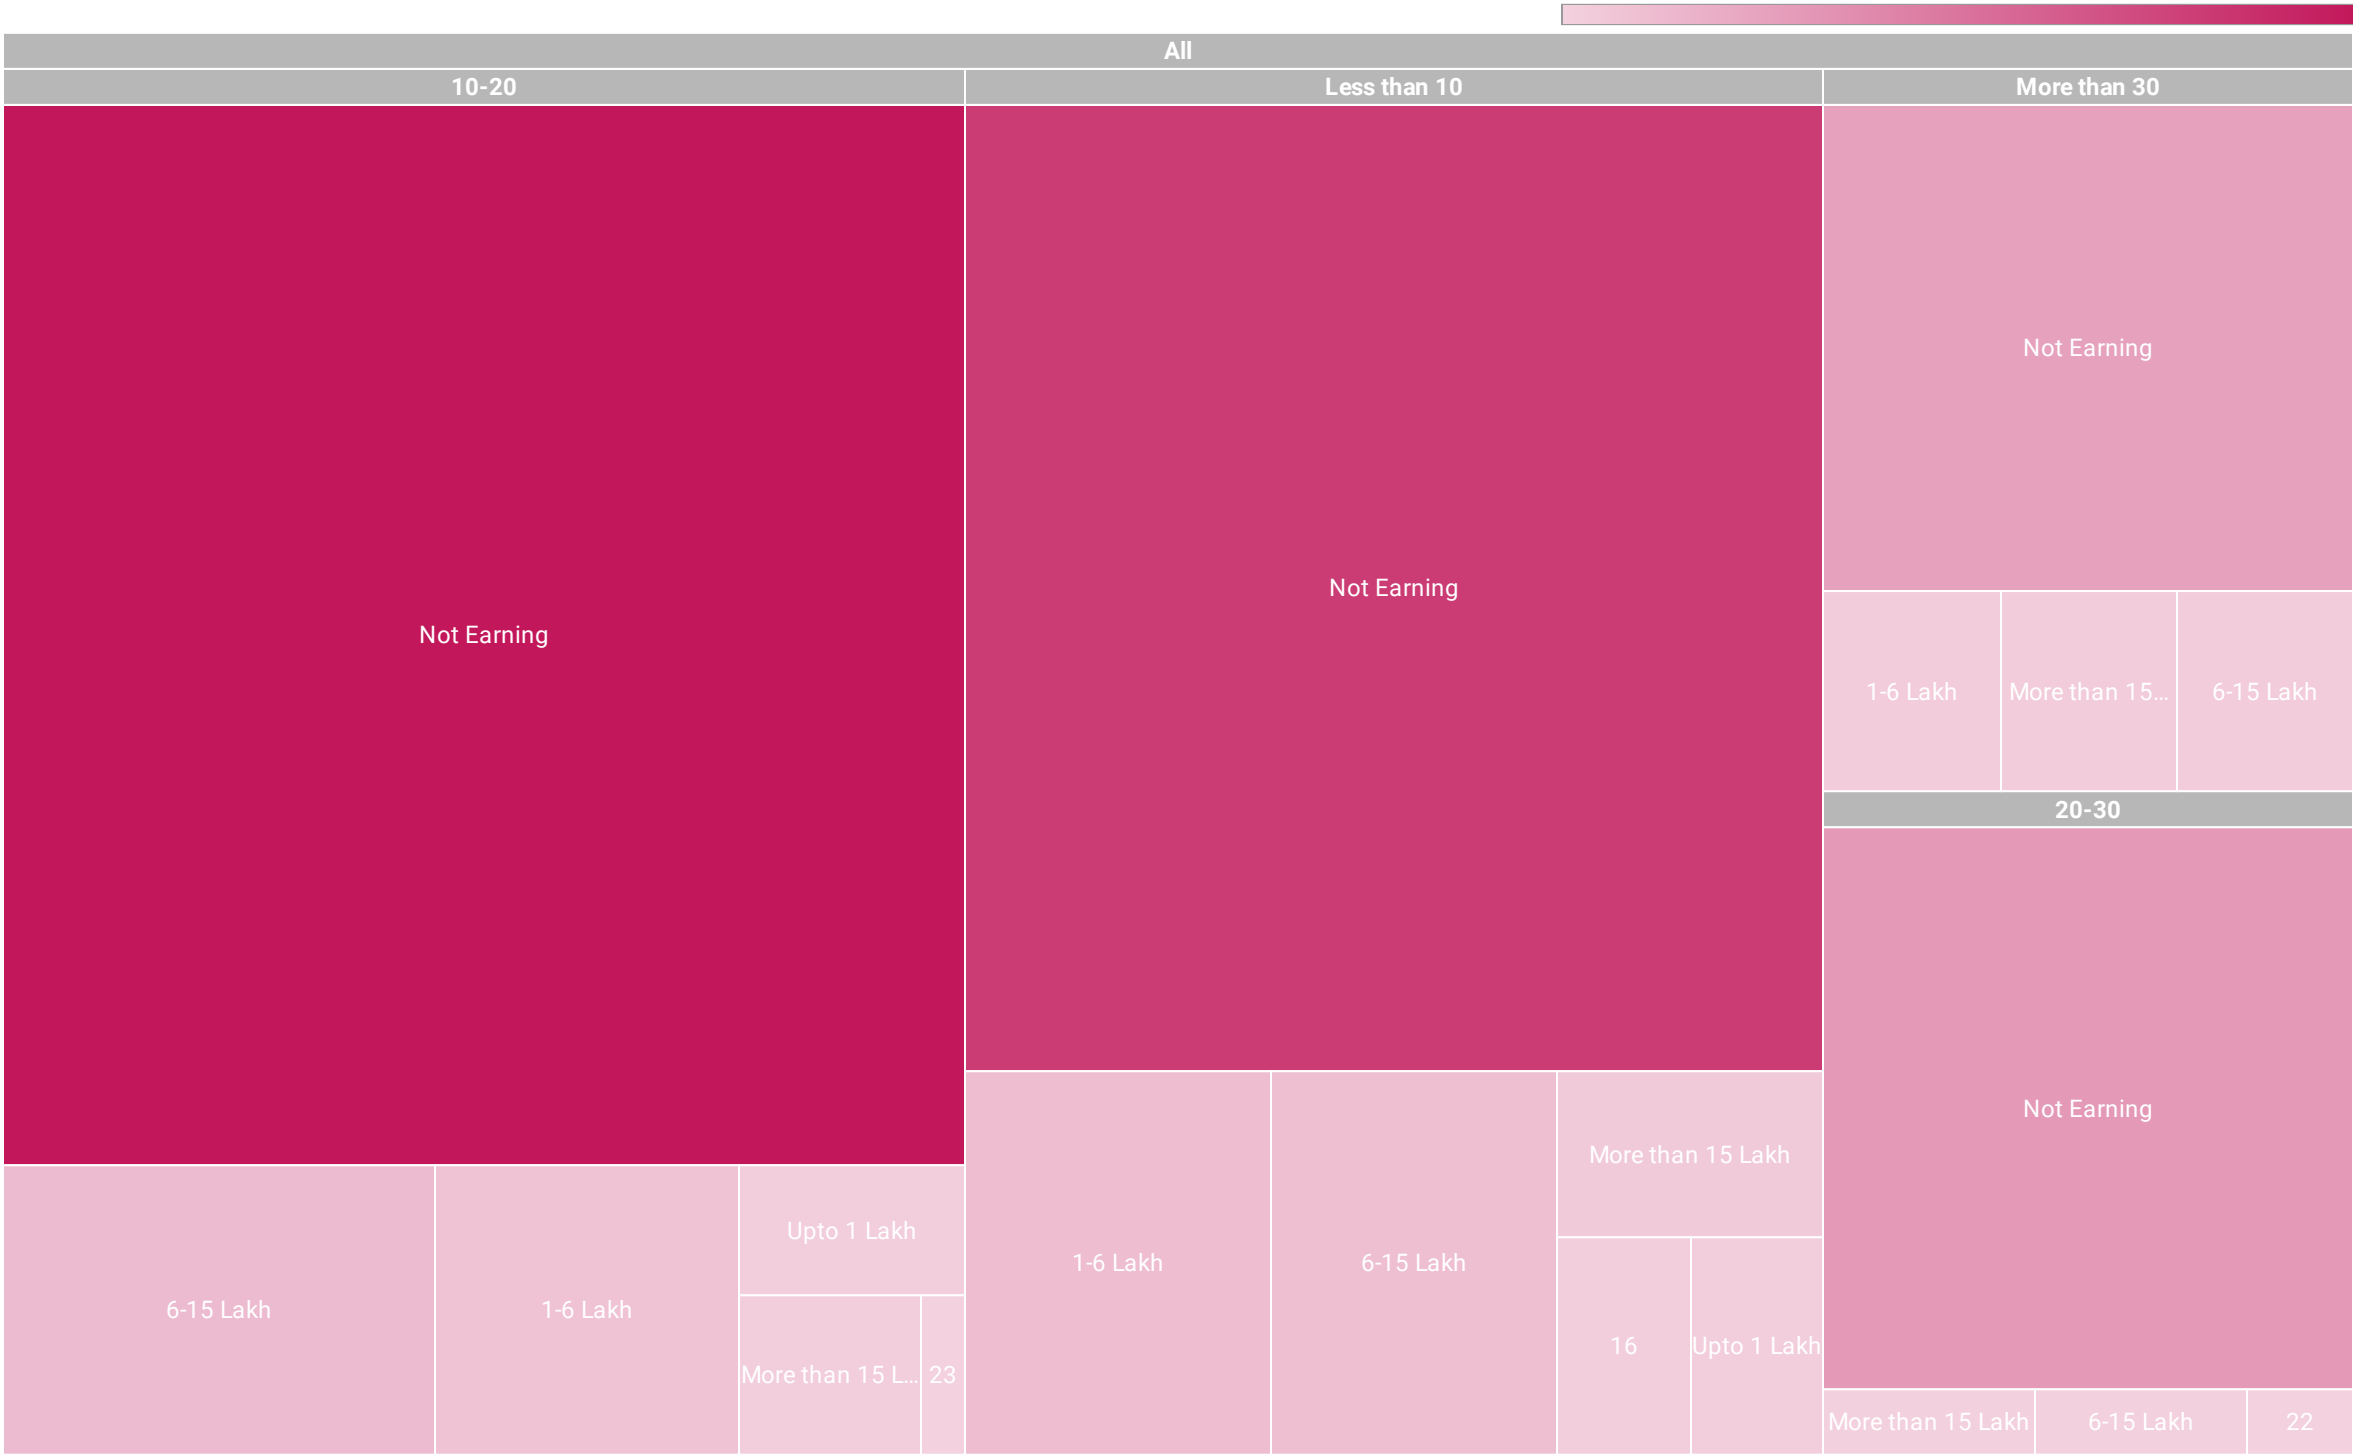 All
10-20
Less than 10
More than 30
Not Earning
Not Earning
Not Earning
1-6 Lakh
More than 15...
6-15 Lakh
20-30
Not Earning
6-15 Lakh
1-6 Lakh
Upto 1 Lakh
More than 15 L...
23
1-6 Lakh
6-15 Lakh
More than 15 Lakh
16
Upto 1 Lakh
More than 15 Lakh
6-15 Lakh
22